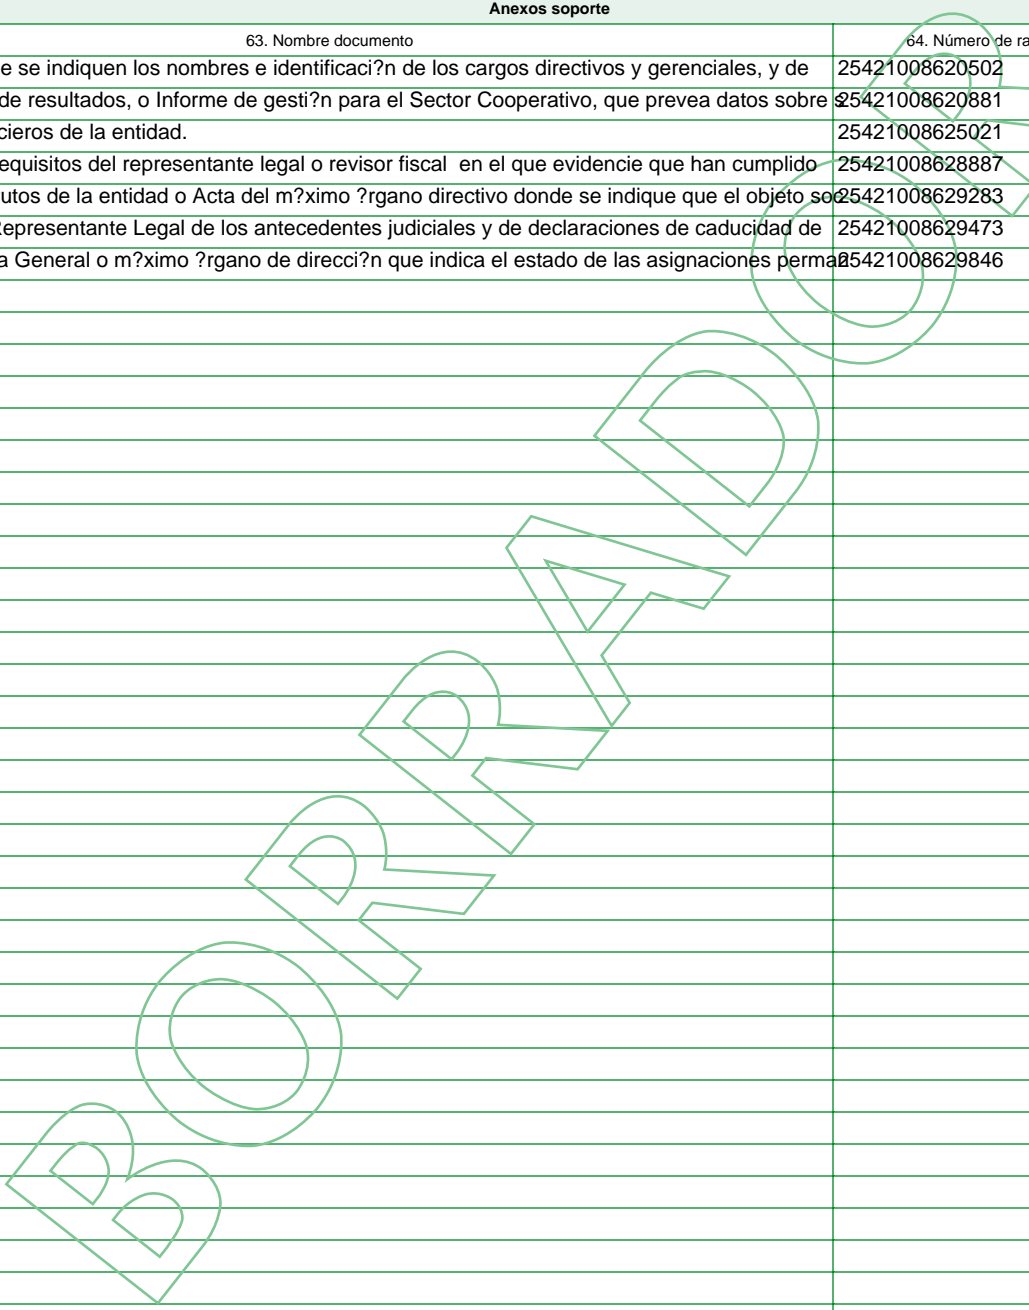 Anexos soporte
63. Nombre documento 64. Número de ra
e se indiquen los nombres e identificaci?n de los cargos directivos y gerenciales, y de 25421008620502
de resultados, o Informe de gesti?n para el Sector Cooperativo, que prevea datos sobre s 25421008620881
cieros de la entidad. 25421008625021
equisitos del representante legal o revisor fiscal en el que evidencie que han cumplido 25421008628887
utos de la entidad o Acta del m?ximo ?rgano directivo donde se indique que el objeto soc 25421008629283
Representante Legal de los antecedentes judiciales y de declaraciones de caducidad de 25421008629473
a General o m?ximo ?rgano de direcci?n que indica el estado de las asignaciones perman 25421008629846
BORRADOR